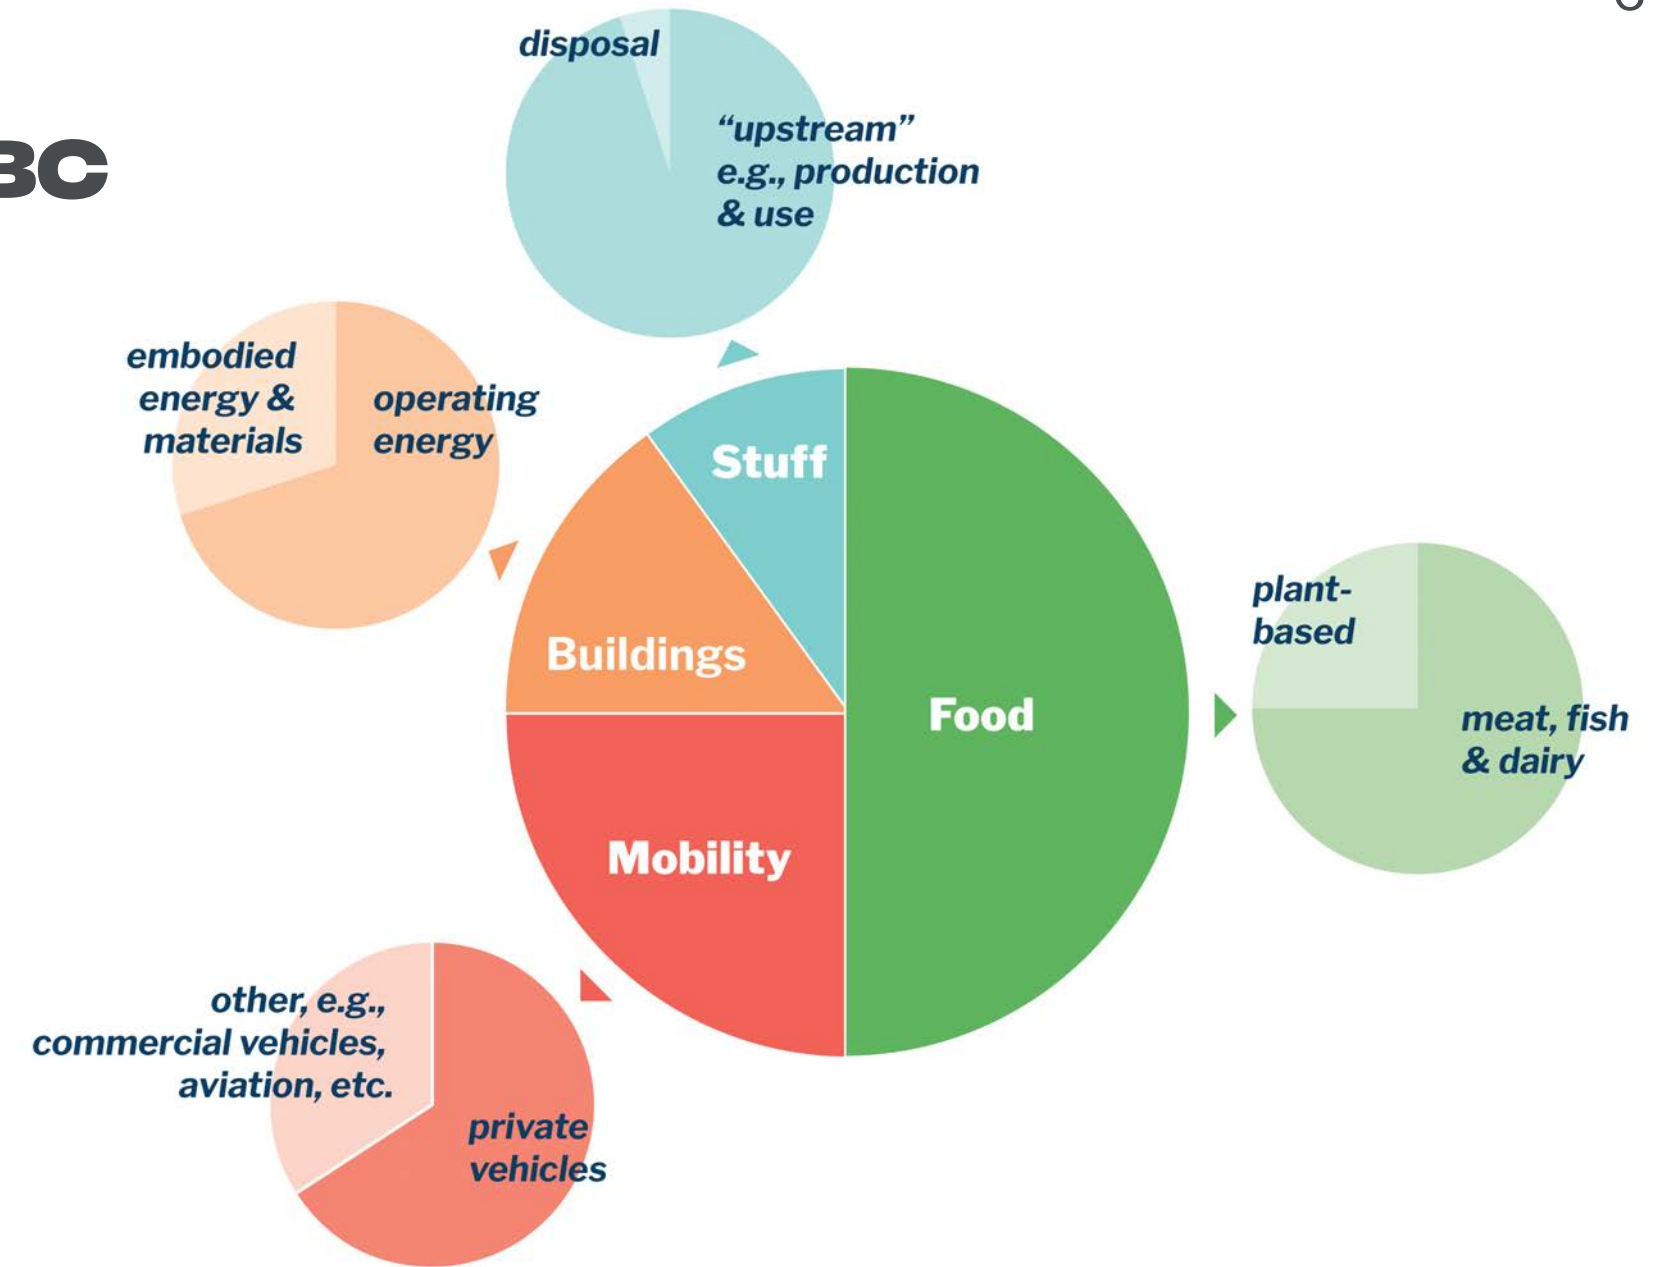 disposal
“upstream”
e.g., production
& use
BC
embodied
energy &
materials
operating
energy
Stuff
Buildings
Food
Mobility
plant-
based
meat, fish
& dairy
other, e.g.,
commercial vehicles,
aviation, etc.
private
vehicles